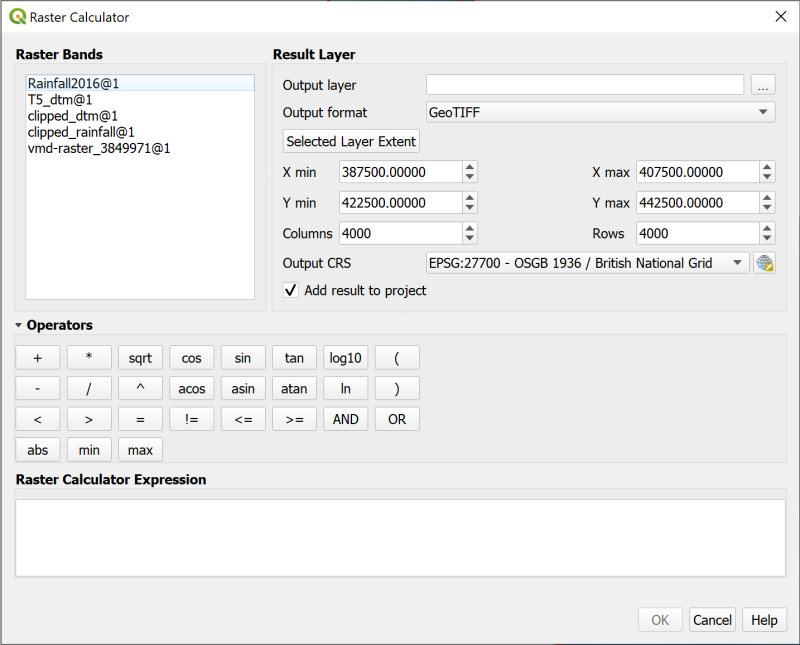 Raster Calculator
Raster Bands
Rainfall2016@1
T5_dtm@1
clipped_dtm@1
clipped_rainfall@1
vmd-raster_3849971@1
Result Layer
Output layer
...
Output format GeoTIFF
Selected Layer Extent
X min 387500.00000 X max 407500.00000
Y min 422500.00000 Y max 442500.00000
Columns 4000 Rows 4000
Output CRS EPSG:27700 - OSGB 1936 / British National Grid
Add result to project
Operators
+ * sqrt cos sin tan log10 (
- / ^ acos asin atan ln )
< > = != <= >= AND OR
abs min max
Raster Calculator Expression
OK Cancel Help